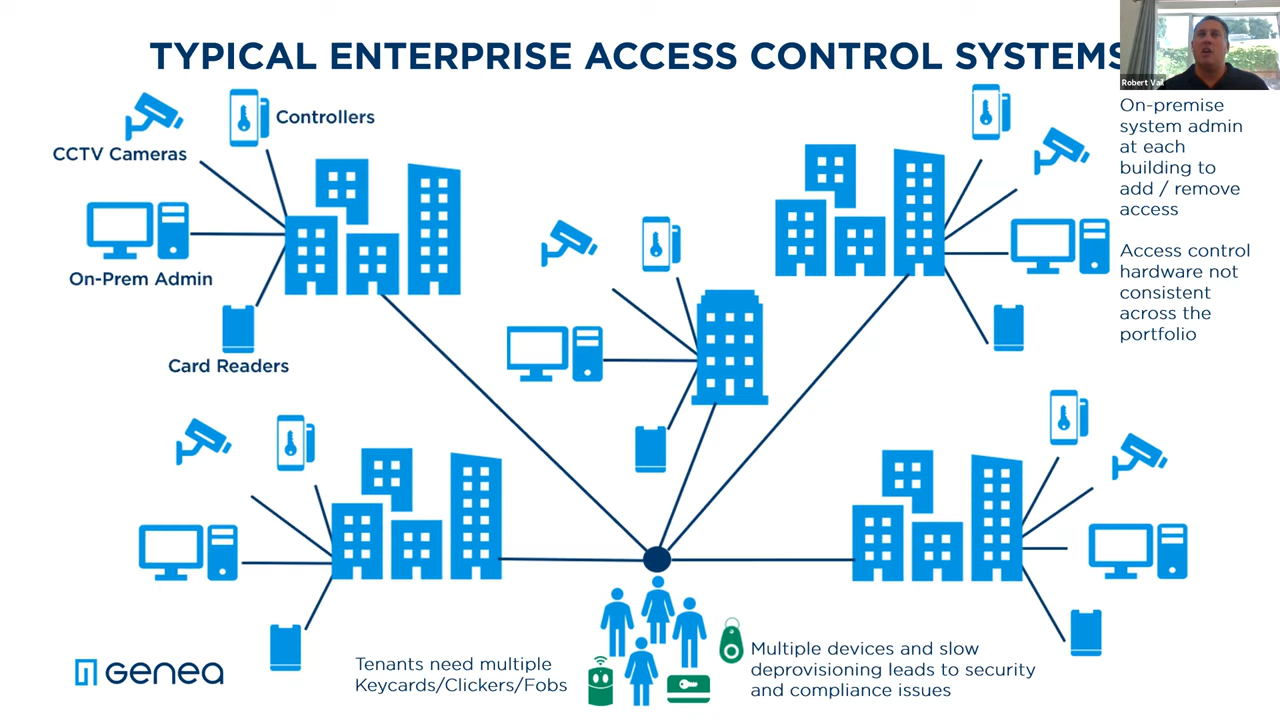 TYPICAL ENTERPRISE ACCESS CONTROL SYSTEMS
Robert Vail
Controllers
CCTV Cameras
On-Prem Admin
Card Readers
On-premise
system admin
at each
building to
add / remove
access
Access control
hardware not
consistent
across the
portfolio
GENEA
Tenants need multiple
Keycards/Clickers/Fobs
Multiple devices and slow
deprovisioning leads to security
and compliance issues